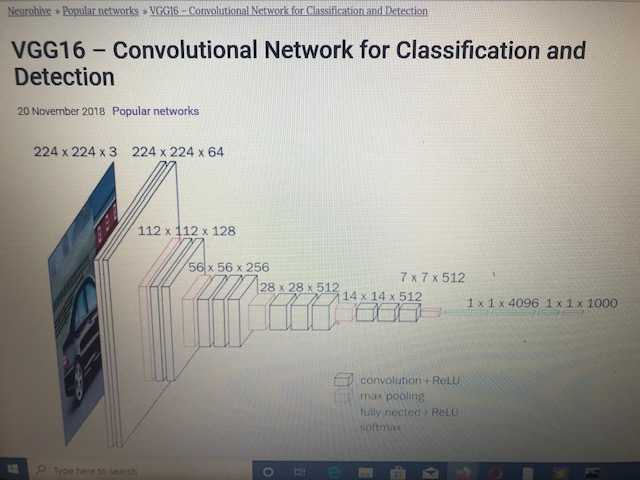 Neurohive » Popular networks » VGG16 – Convolutional Network for Classification and Detection
VGG16 – Convolutional Network for Classification and
Detection
20 November 2018 Popular networks
224 x 224 x 3 224 x 224 x 64
112 x 112 x 128
56 x 56 x 256
28 x 28 x 512
14 x 14 x 512
7 x 7 x 512
1 x 1 x 4096 1 x 1 x 1000
convolution + ReLU
max pooling
fully nected + ReLU
softmax
Type here to search